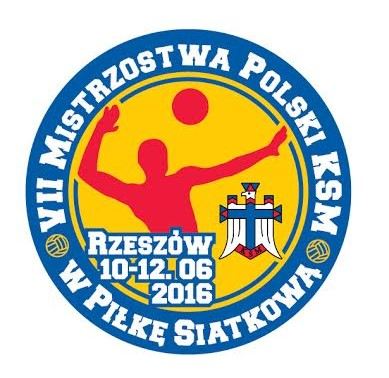 VII MISTRZOSTWA POLSKI KSM
W PIŁKĘ SIATKOWĄ
RZESZÓW
10-12. 06
2016